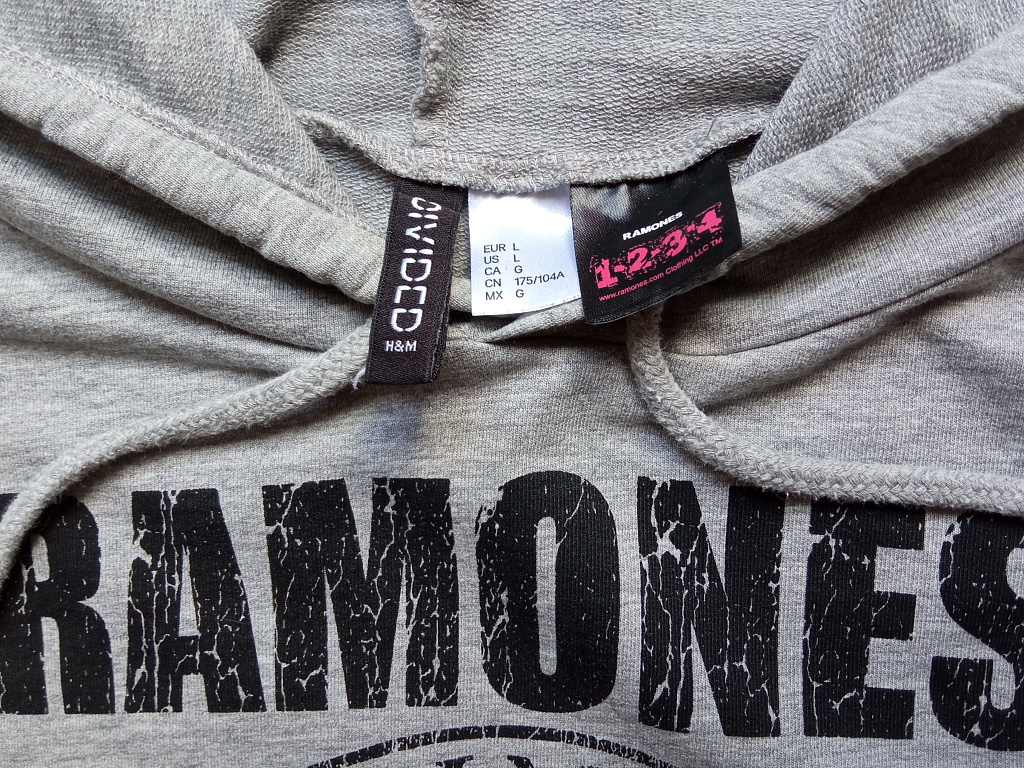 DIVIDED
H&M
EUR L
US L
CA G
CN 175/104A
MX G
RAMONES
1-2-3-4
www.ramones.com Clothing LLC TM
RAMONES